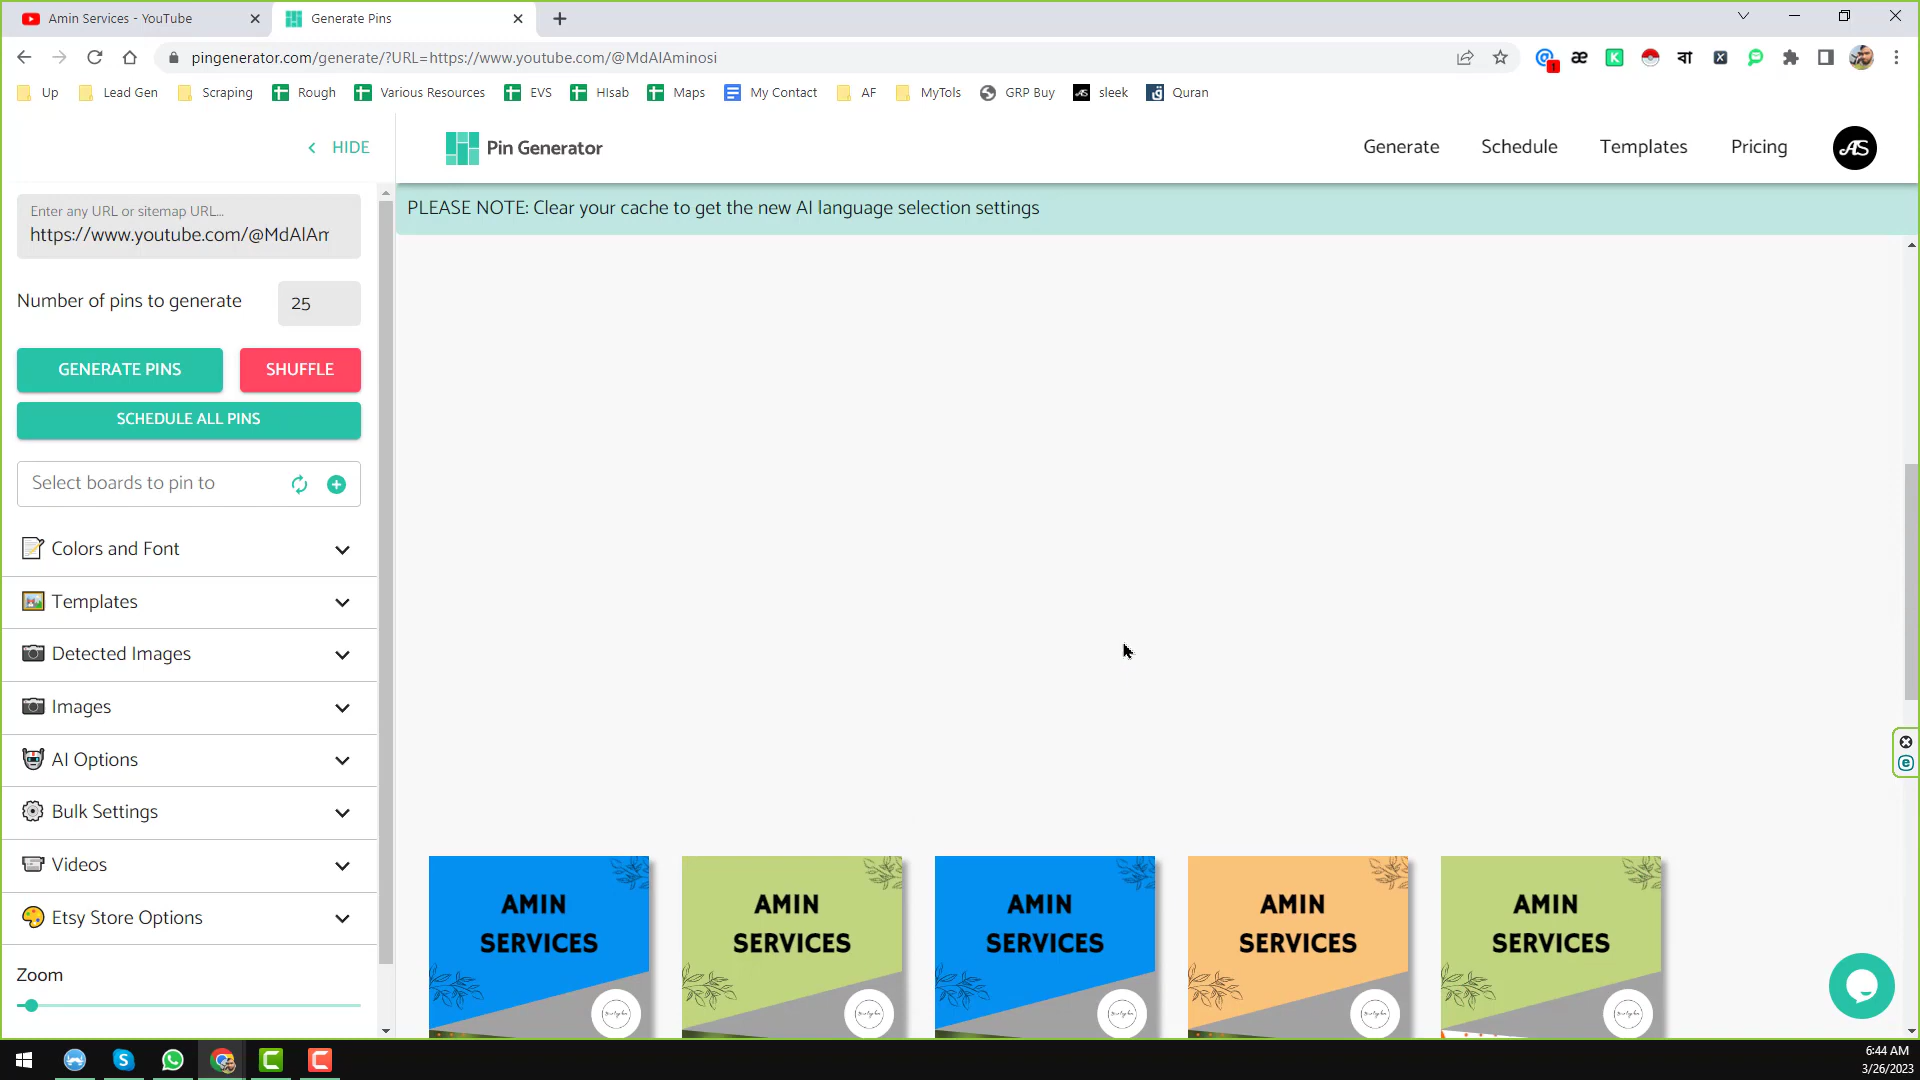 Amin Services - YouTube
Generate Pins
pingenerator.com/generate/?URL=https://www.youtube.com/@MdAlAminosi
Up
Lead Gen
Scraping
Rough
Various Resources
EVS
HIsab
Maps
My Contact
AF
MyTols
GRP Buy
sleek
Quran
HIDE
Pin Generator
Generate
Schedule
Templates
Pricing
AS
PLEASE NOTE: Clear your cache to get the new AI language selection settings
Enter any URL or sitemap URL...
https://www.youtube.com/@MdAlAm
Number of pins to generate
25
GENERATE PINS
SHUFFLE
SCHEDULE ALL PINS
Select boards to pin to
Colors and Font
Templates
Detected Images
Images
AI Options
Bulk Settings
Videos
Etsy Store Options
Zoom
AMIN
SERVICES
AMIN
SERVICES
AMIN
SERVICES
AMIN
SERVICES
AMIN
SERVICES
6:44 AM
3/26/2023